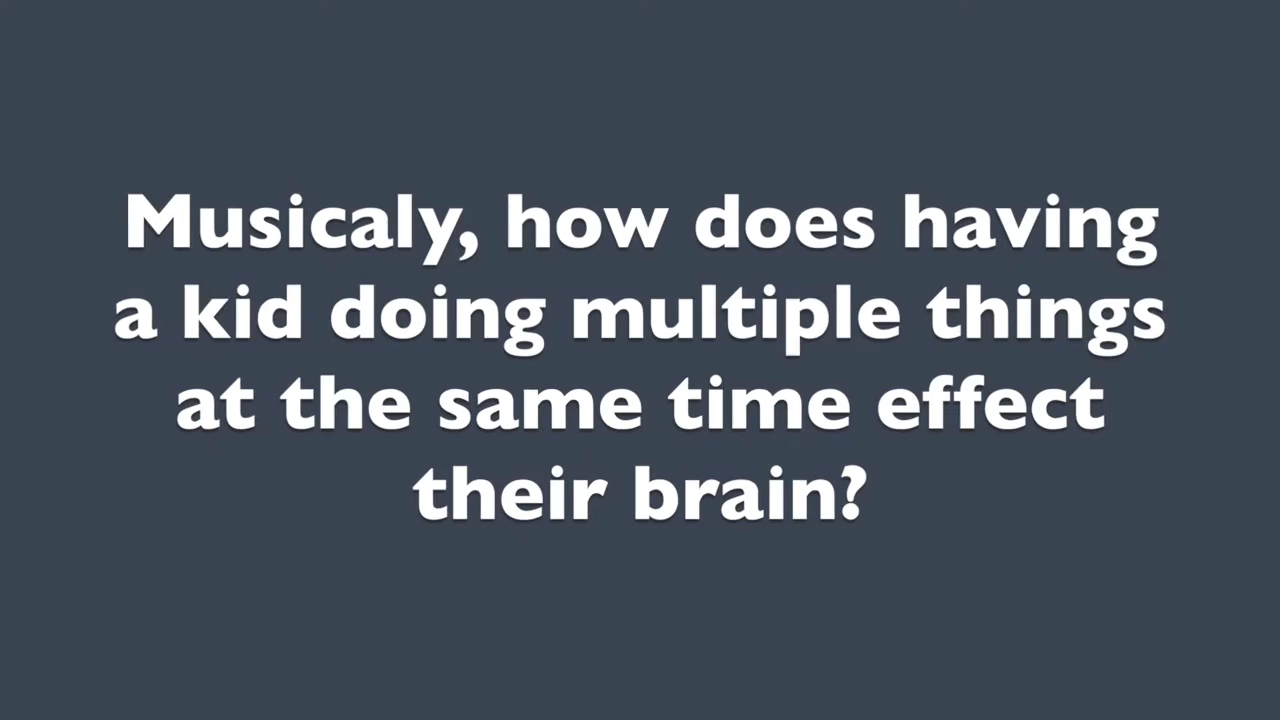 Musicaly, how does having
a kid doing multiple things
at the same time effect
their brain?